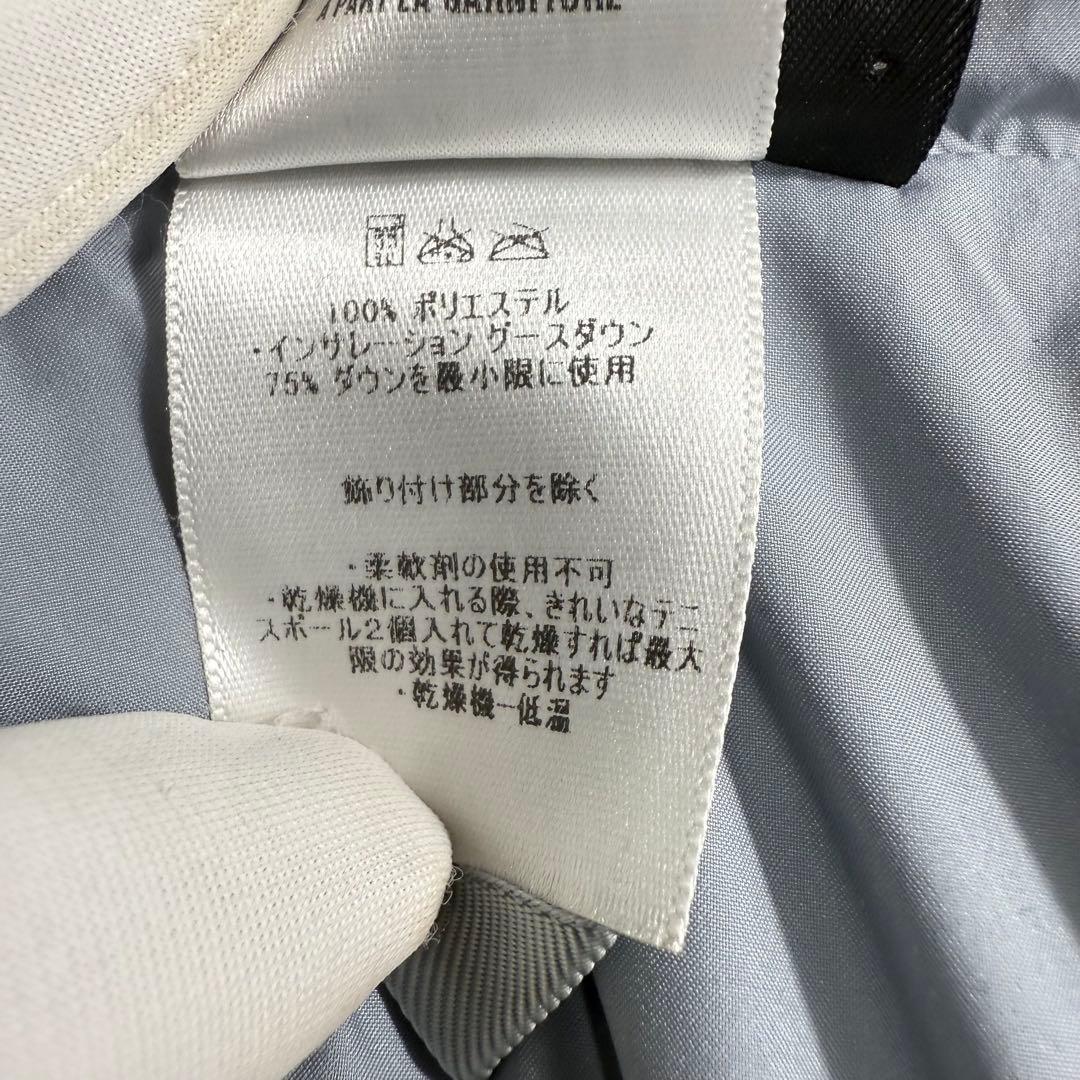 PART LA GARNITURE
100% ポリエステル
・インサレーション グースダウン
75% ダウンを最小限に使用
飾り付け部分を除く
・柔軟剤の使用不可
・乾燥機に入れる際、きれいなテニ
スボール2個入れて乾燥すれば最大
限の効果が得られます
・乾燥機ー低温